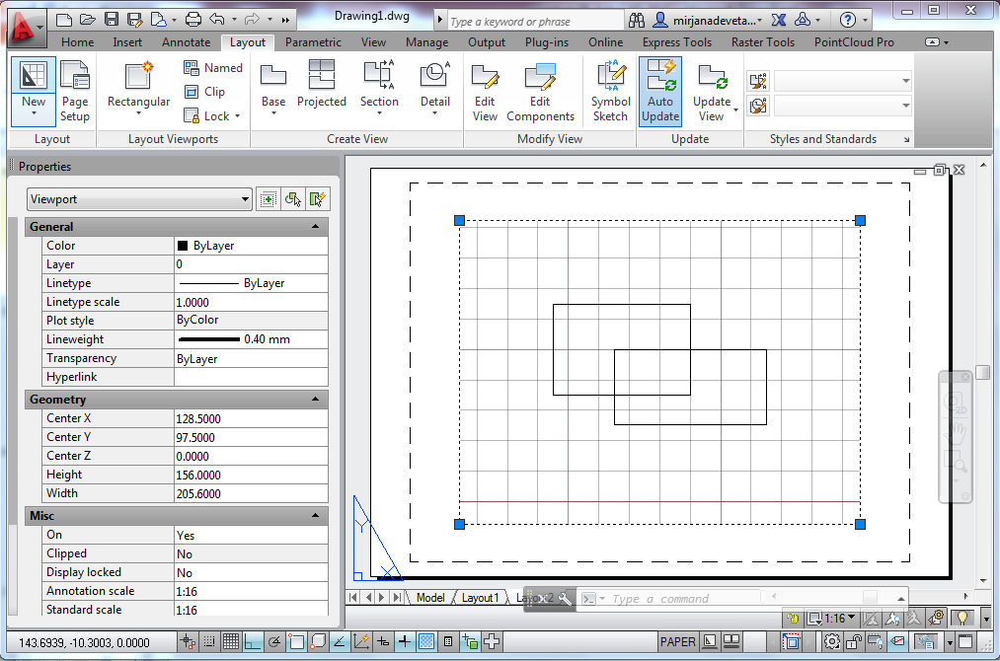 Drawing1.dwg
Type a keyword or phrase
mirjanadeveta...
Home Insert Annotate Layout Parametric View Manage Output Plug-ins Online Express Tools Raster Tools PointCloud Pro
New
Page Setup
Rectangular
Named
Clip
Lock
Base
Projected
Section
Detail
Edit View
Edit Components
Symbol Sketch
Auto Update
Update View
Layout
Layout Viewports
Create View
Modify View
Update
Styles and Standards
Properties
Viewport
General
Color ByLayer
Layer 0
Linetype ByLayer
Linetype scale 1.0000
Plot style ByColor
Lineweight 0.40 mm
Transparency ByLayer
Hyperlink
Geometry
Center X 128.5000
Center Y 97.5000
Center Z 0.0000
Height 156.0000
Width 205.6000
Misc
On Yes
Clipped No
Display locked No
Annotation scale 1:16
Standard scale 1:16
Y
X
2D
Model Layout1 Layout2
Type a command
1:16
143.6939, -10.3003, 0.0000
PAPER